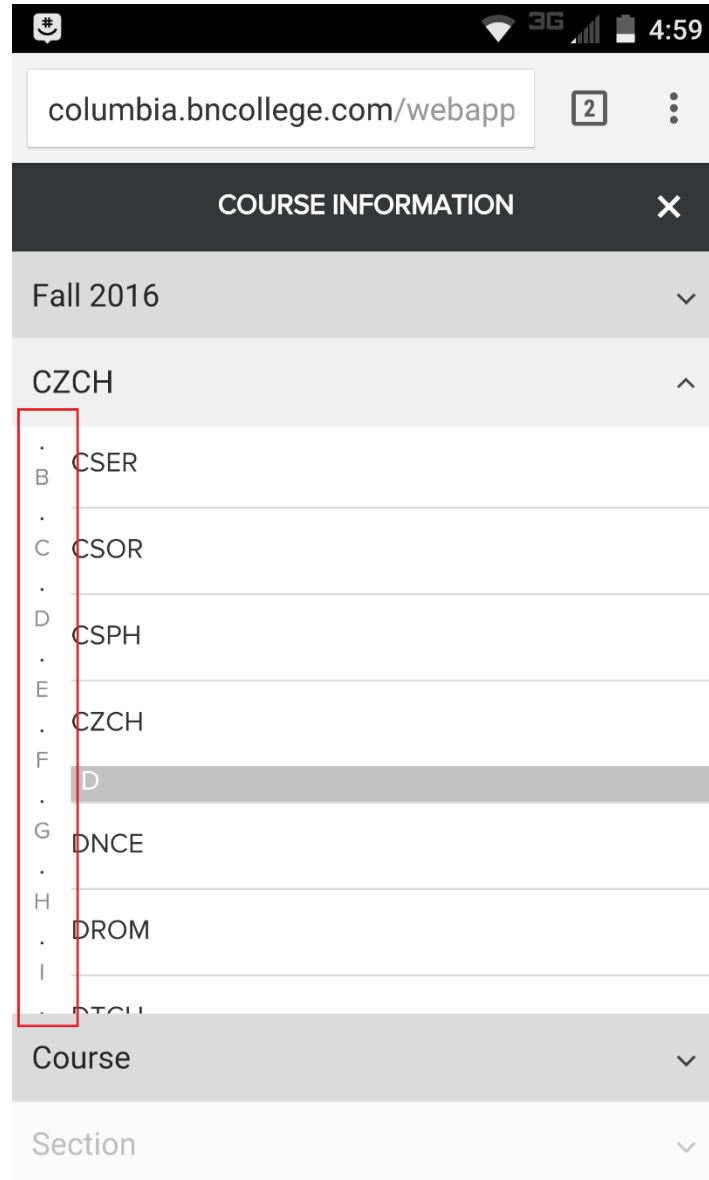 3G 4:59
columbia.bncollege.com/webapp 2
COURSE INFORMATION
Fall 2016
CZCH
.
B CSER
.
C CSOR
.
D CSPH
.
E CZCH
.
F D
.
G DNCE
.
H DROM
.
I
.
Course
Section